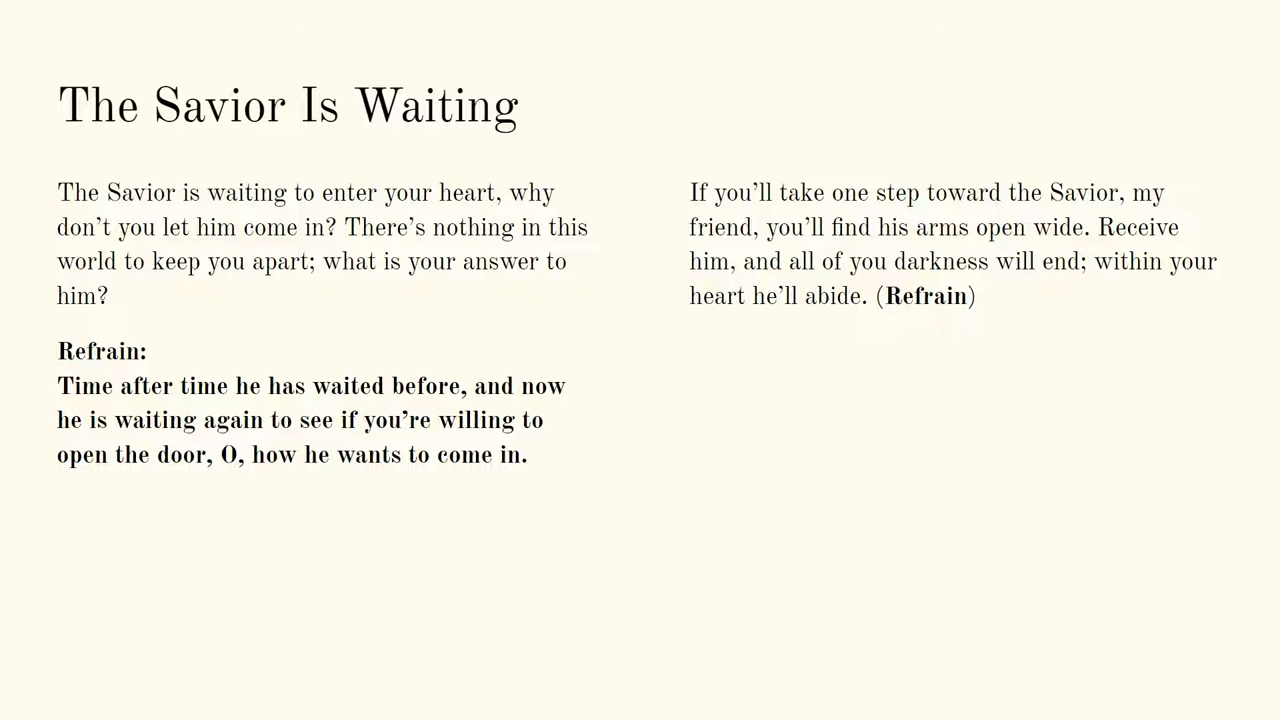 The Savior Is Waiting
The Savior is waiting to enter your heart, why
don’t you let him come in? There’s nothing in this
world to keep you apart; what is your answer to
him?
Refrain:
Time after time he has waited before, and now
he is waiting again to see if you’re willing to
open the door, O, how he wants to come in.
If you’ll take one step toward the Savior, my
friend, you’ll find his arms open wide. Receive
him, and all of you darkness will end; within your
heart he’ll abide. (Refrain)